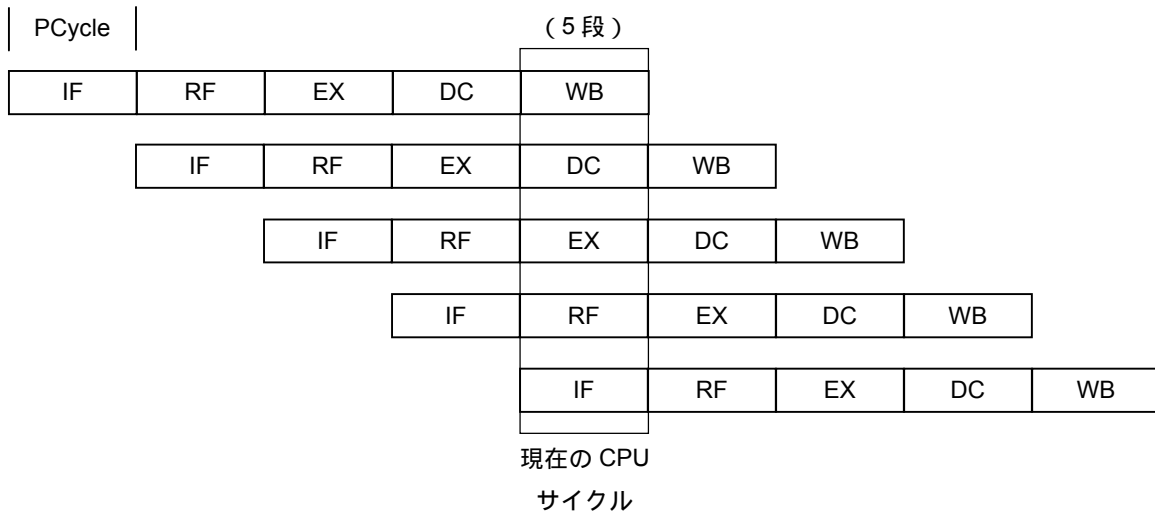 PCycle
(5段)
IF RF EX DC WB
IF RF EX DC WB
IF RF EX DC WB
IF RF EX DC WB
IF RF EX DC WB
現在の CPU
サイクル